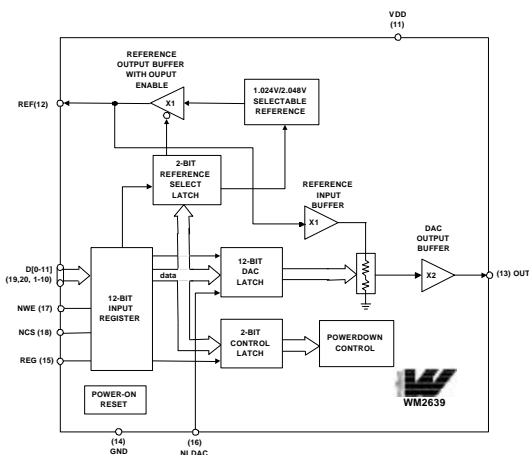 VDD
(11)
REFERENCE
OUTPUT BUFFER
WITH OUPUT
ENABLE
X1
1.024V/2.048V
SELECTABLE
REFERENCE
REF(12)
2-BIT
REFERENCE
SELECT
LATCH
REFERENCE
INPUT
BUFFER
X1
DAC
OUTPUT
BUFFER
X2
(13) OUT
D[0-11]
(19,20, 1-10)
12-BIT
INPUT
REGISTER
data
12-BIT
DAC
LATCH
NWE (17)
NCS (18)
REG (15)
2-BIT
CONTROL
LATCH
POWERDOWN
CONTROL
POWER-ON
RESET
WM2639
(14)
GND
(16)
NLDAC